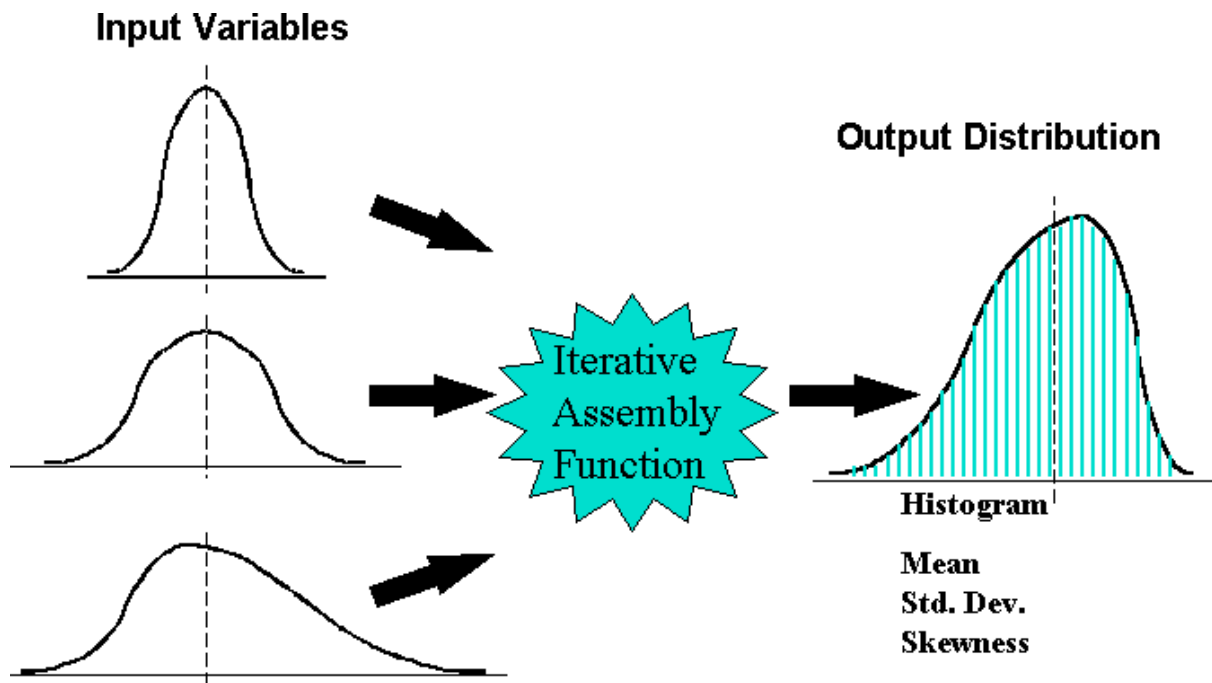 Input Variables
Output Distribution
Iterative
Assembly
Function
Histogram
Mean
Std. Dev.
Skewness